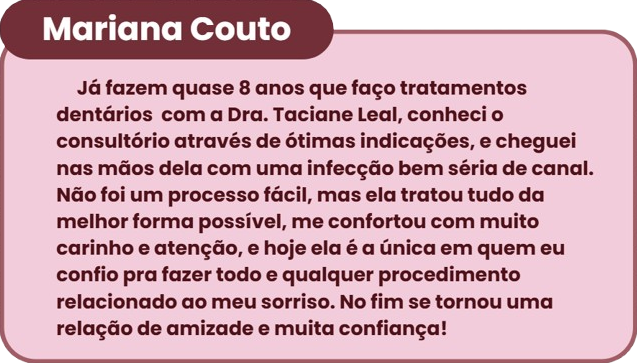 Mariana Couto
Já fazem quase 8 anos que faço tratamentos
dentários com a Dra. Taciane Leal, conheci o
consultório através de ótimas indicações, e cheguei
nas mãos dela com uma infecção bem séria de canal.
Não foi um processo fácil, mas ela tratou tudo da
melhor forma possível, me confortou com muito
carinho e atenção, e hoje ela é a única em quem eu
confio pra fazer todo e qualquer procedimento
relacionado ao meu sorriso. No fim se tornou uma
relação de amizade e muita confiança!